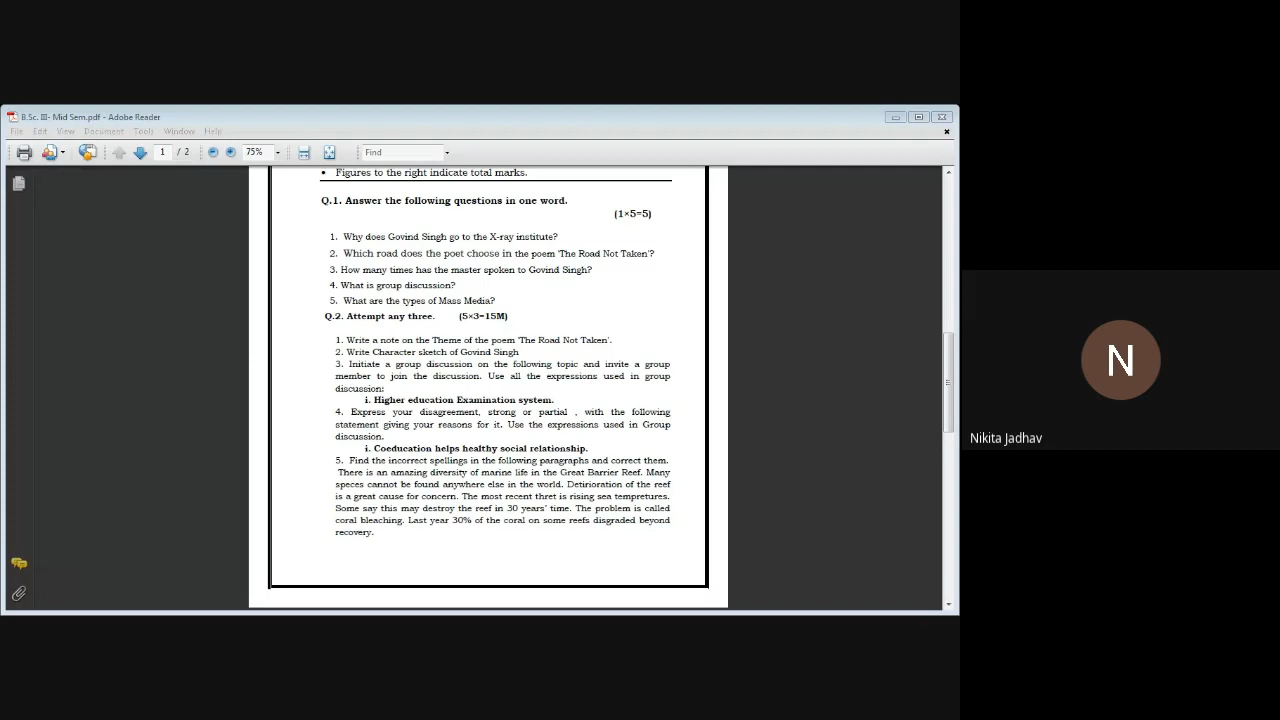 B.Sc. III- Mid Sem.pdf - Adobe Reader
File Edit View Document Tools Window Help
1 / 2 75% Find
• Figures to the right indicate total marks.
Q.1. Answer the following questions in one word.
(1×5=5)
1. Why does Govind Singh go to the X-ray institute?
2. Which road does the poet choose in the poem 'The Road Not Taken'?
3. How many times has the master spoken to Govind Singh?
4. What is group discussion?
5. What are the types of Mass Media?
Q.2. Attempt any three. (5×3=15M)
1. Write a note on the Theme of the poem 'The Road Not Taken'.
2. Write Character sketch of Govind Singh
3. Initiate a group discussion on the following topic and invite a group
member to join the discussion. Use all the expressions used in group
discussion:
i. Higher education Examination system.
4. Express your disagreement, strong or partial , with the following
statement giving your reasons for it. Use the expressions used in Group
discussion.
i. Coeducation helps healthy social relationship.
5. Find the incorrect spellings in the following paragraphs and correct them.
There is an amazing diversity of marine life in the Great Barrier Reef. Many
speces cannot be found anywhere else in the world. Detirioration of the reef
is a great cause for concern. The most recent thret is rising sea tempretures.
Some say this may destroy the reef in 30 years' time. The problem is called
coral bleaching. Last year 30% of the coral on some reefs disgraded beyond
recovery.
N
Nikita Jadhav